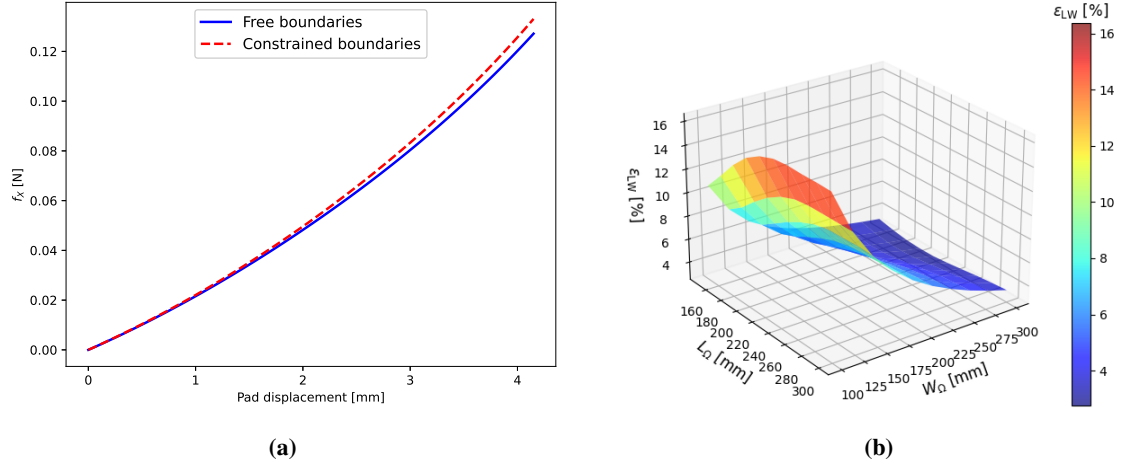 Free boundaries
Constrained boundaries
0.12
0.10
0.08
0.06
0.04
0.02
0.00
f_X [N]
0 1 2 3 4
Pad displacement [mm]
(a)
16
14
12
10
8
6
4
ε_LW [%]
160
180
200
220
240
260
280
300
L_Ω [mm]
100 125 150 175 200 225 250 275 300
W_Ω [mm]
ε_LW [%]
16
14
12
10
8
6
4
(b)